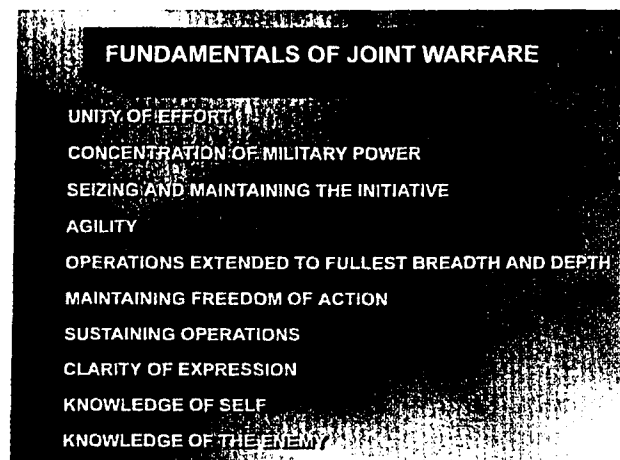 FUNDAMENTALS OF JOINT WARFARE
UNITY OF EFFORT
CONCENTRATION OF MILITARY POWER
SEIZING AND MAINTAINING THE INITIATIVE
AGILITY
OPERATIONS EXTENDED TO FULLEST BREADTH AND DEPTH
MAINTAINING FREEDOM OF ACTION
SUSTAINING OPERATIONS
CLARITY OF EXPRESSION
KNOWLEDGE OF SELF
KNOWLEDGE OF THE ENEMY